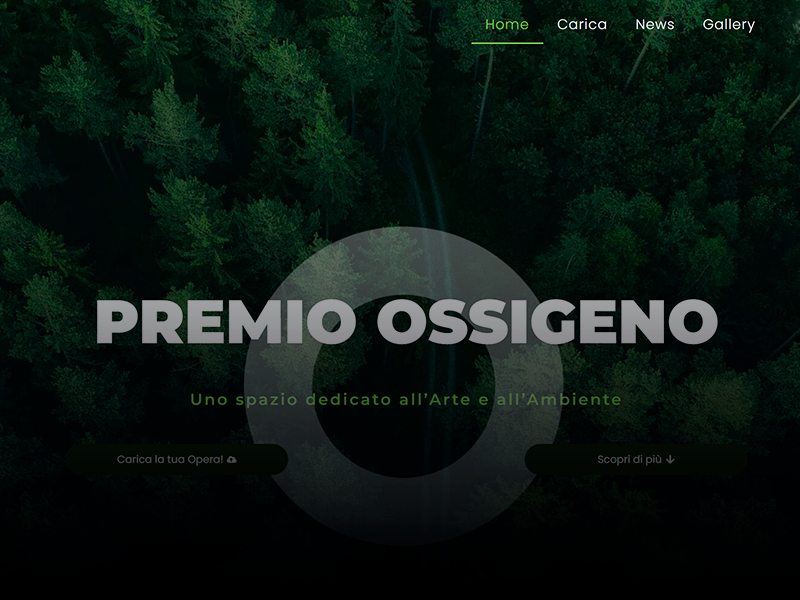 Home Carica News Gallery
PREMIO OSSIGENO
Uno spazio dedicato all'Arte e all'Ambiente
Carica la tua Opera! Scopri di più